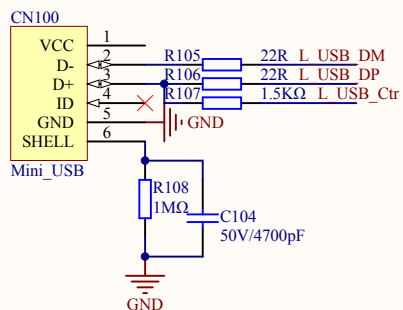 CN100
VCC 1
D- 2 R105 22R L_USB_DM
D+ 3 R106 22R L_USB_DP
ID 4 R107 1.5KΩ L_USB_Ctr
GND 5 GND
SHELL 6
Mini_USB
R108
1MΩ
C104
50V/4700pF
GND